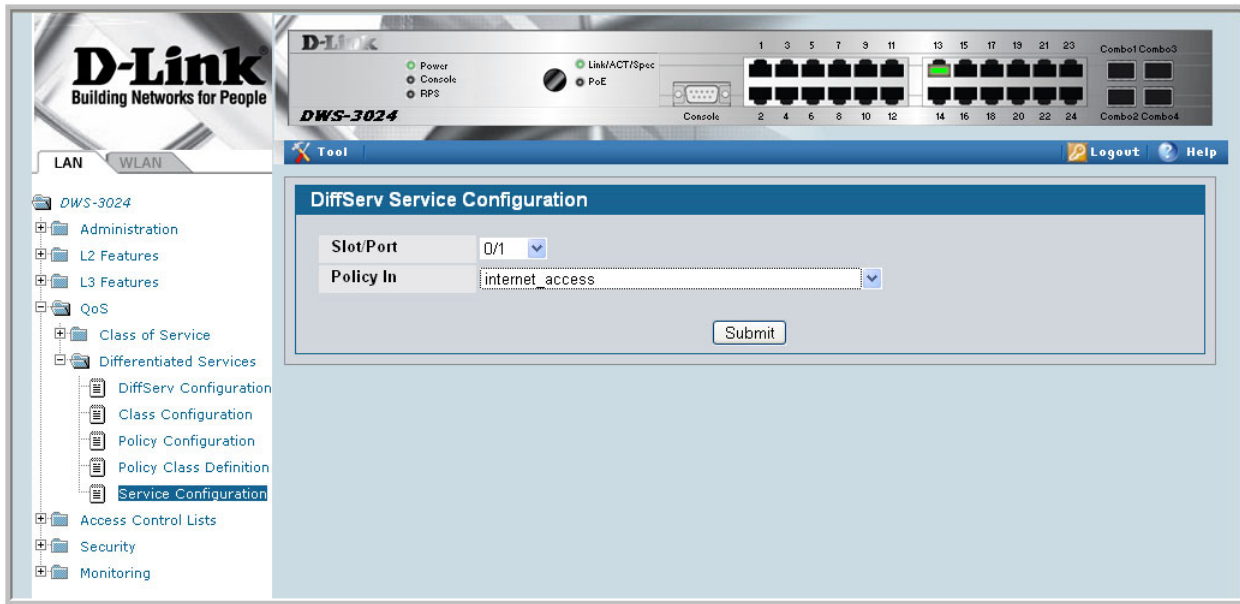 D-Link
Building Networks for People
LAN
WLAN
DWS-3024
Administration
L2 Features
L3 Features
QoS
Class of Service
Differentiated Services
DiffServ Configuration
Class Configuration
Policy Configuration
Policy Class Definition
Service Configuration
Access Control Lists
Security
Monitoring
D-Link
Power
Console
RPS
Link/ACT/Spec
PoE
DWS-3024
Console
1 3 5 7 9 11 13 15 17 19 21 23
Combo1 Combo3
2 4 6 8 10 12 14 16 18 20 22 24
Combo2 Combo4
Tool
Logout
Help
DiffServ Service Configuration
Slot/Port 0/1
Policy In internet_access
Submit